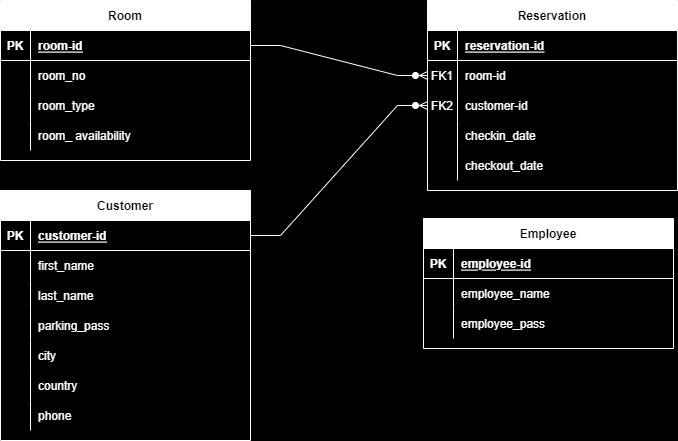 Room
PK room-id
room_no
room_type
room_ availability
Reservation
PK reservation-id
FK1 room-id
FK2 customer-id
checkin_date
checkout_date
Customer
PK customer-id
first_name
last_name
parking_pass
city
country
phone
Employee
PK employee-id
employee_name
employee_pass